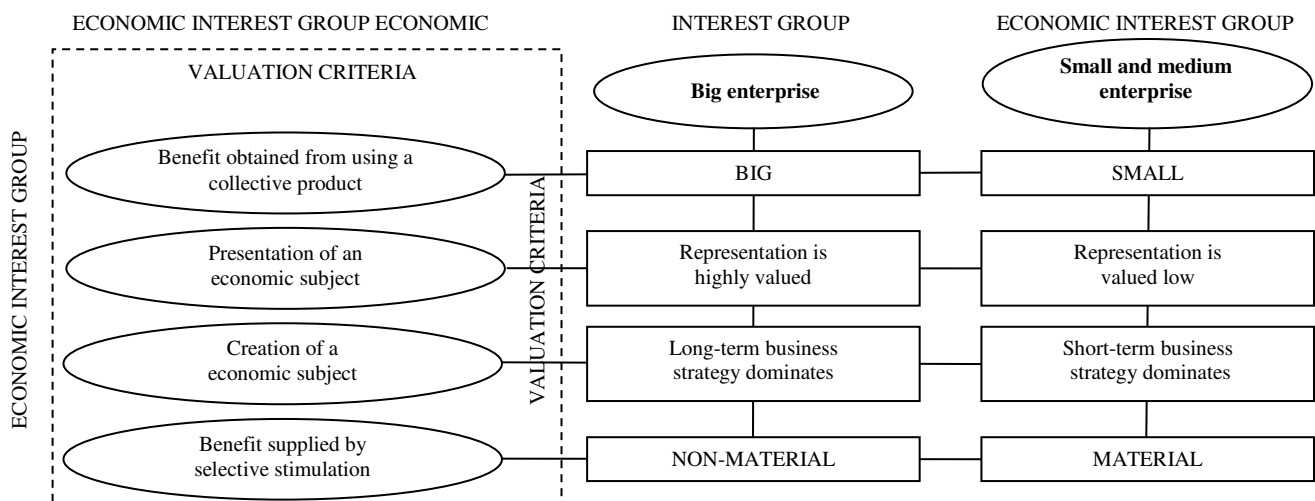 ECONOMIC INTEREST GROUP ECONOMIC
INTEREST GROUP
ECONOMIC INTEREST GROUP
VALUATION CRITERIA
Big enterprise
Small and medium
enterprise
ECONOMIC INTEREST GROUP
VALUATION CRITERIA
Benefit obtained from using a
collective product
BIG
SMALL
Presentation of an
economic subject
Representation is
highly valued
Representation is
valued low
Creation of a
economic subject
Long-term business
strategy dominates
Short-term business
strategy dominates
Benefit supplied by
selective stimulation
NON-MATERIAL
MATERIAL